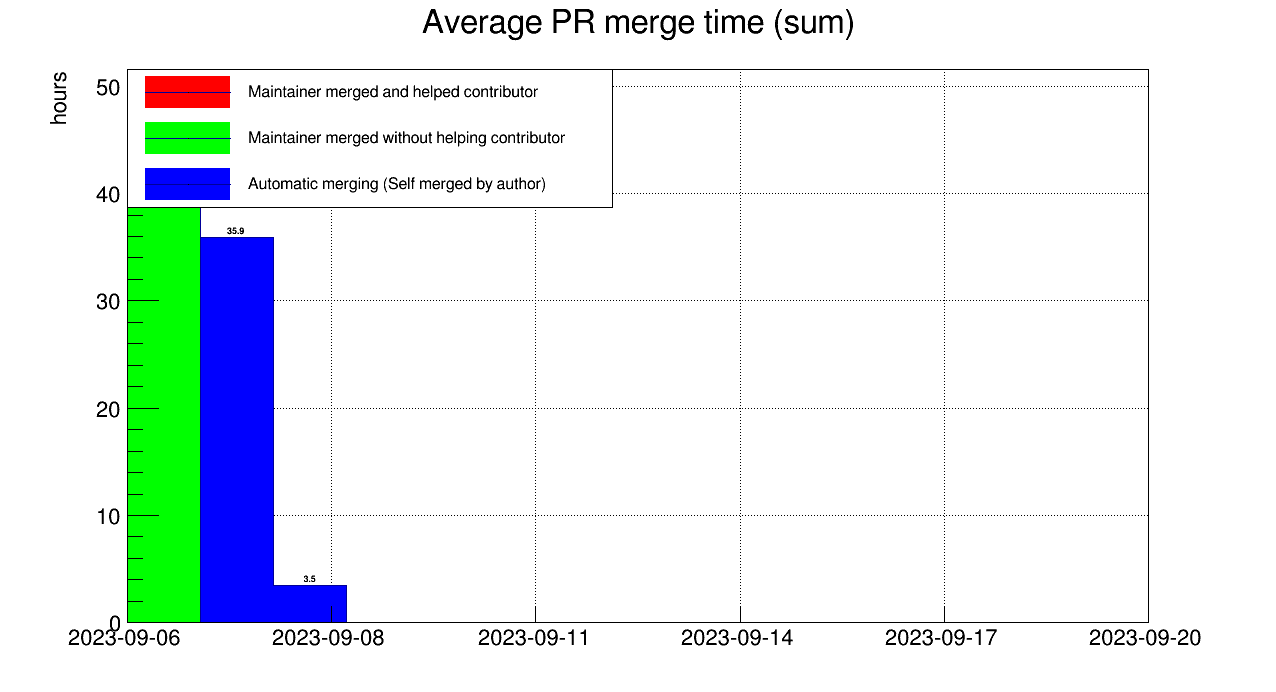 Average PR merge time (sum)
hours
Maintainer merged and helped contributor
Maintainer merged without helping contributor
Automatic merging (Self merged by author)
50
40
30
20
10
0
35.9
3.5
2023-09-06
2023-09-08
2023-09-11
2023-09-14
2023-09-17
2023-09-20